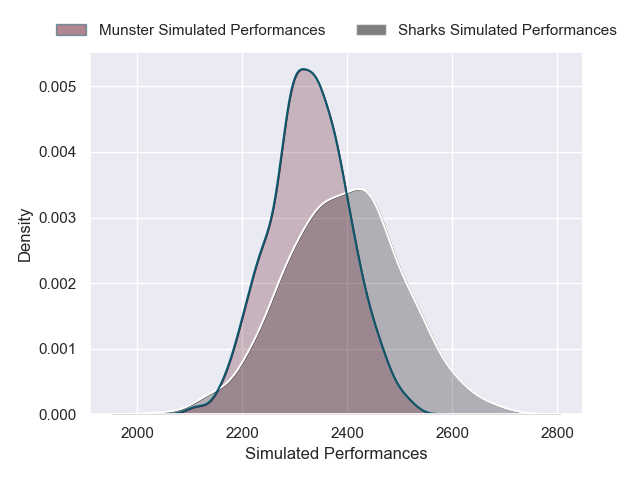 Munster Simulated Performances
Sharks Simulated Performances
0.005
0.004
0.003
0.002
0.001
0.000
Density
2000
2200
2400
2600
2800
Simulated Performances